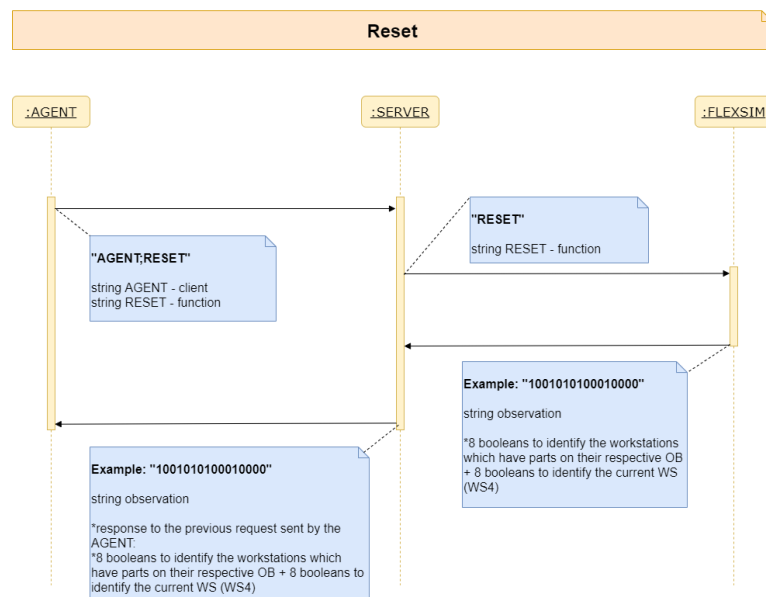 Reset
:AGENT
:SERVER
:FLEXSIM
"RESET"
string RESET - function
"AGENT;RESET"
string AGENT - client
string RESET - function
Example: "1001010100010000"
string observation
*8 booleans to identify the workstations
which have parts on their respective OB
+ 8 booleans to identify the current WS
(WS4)
Example: "1001010100010000"
string observation
*response to the previous request sent by the
AGENT:
*8 booleans to identify the workstations which
have parts on their respective OB + 8 booleans to
identify the current WS (WS4)